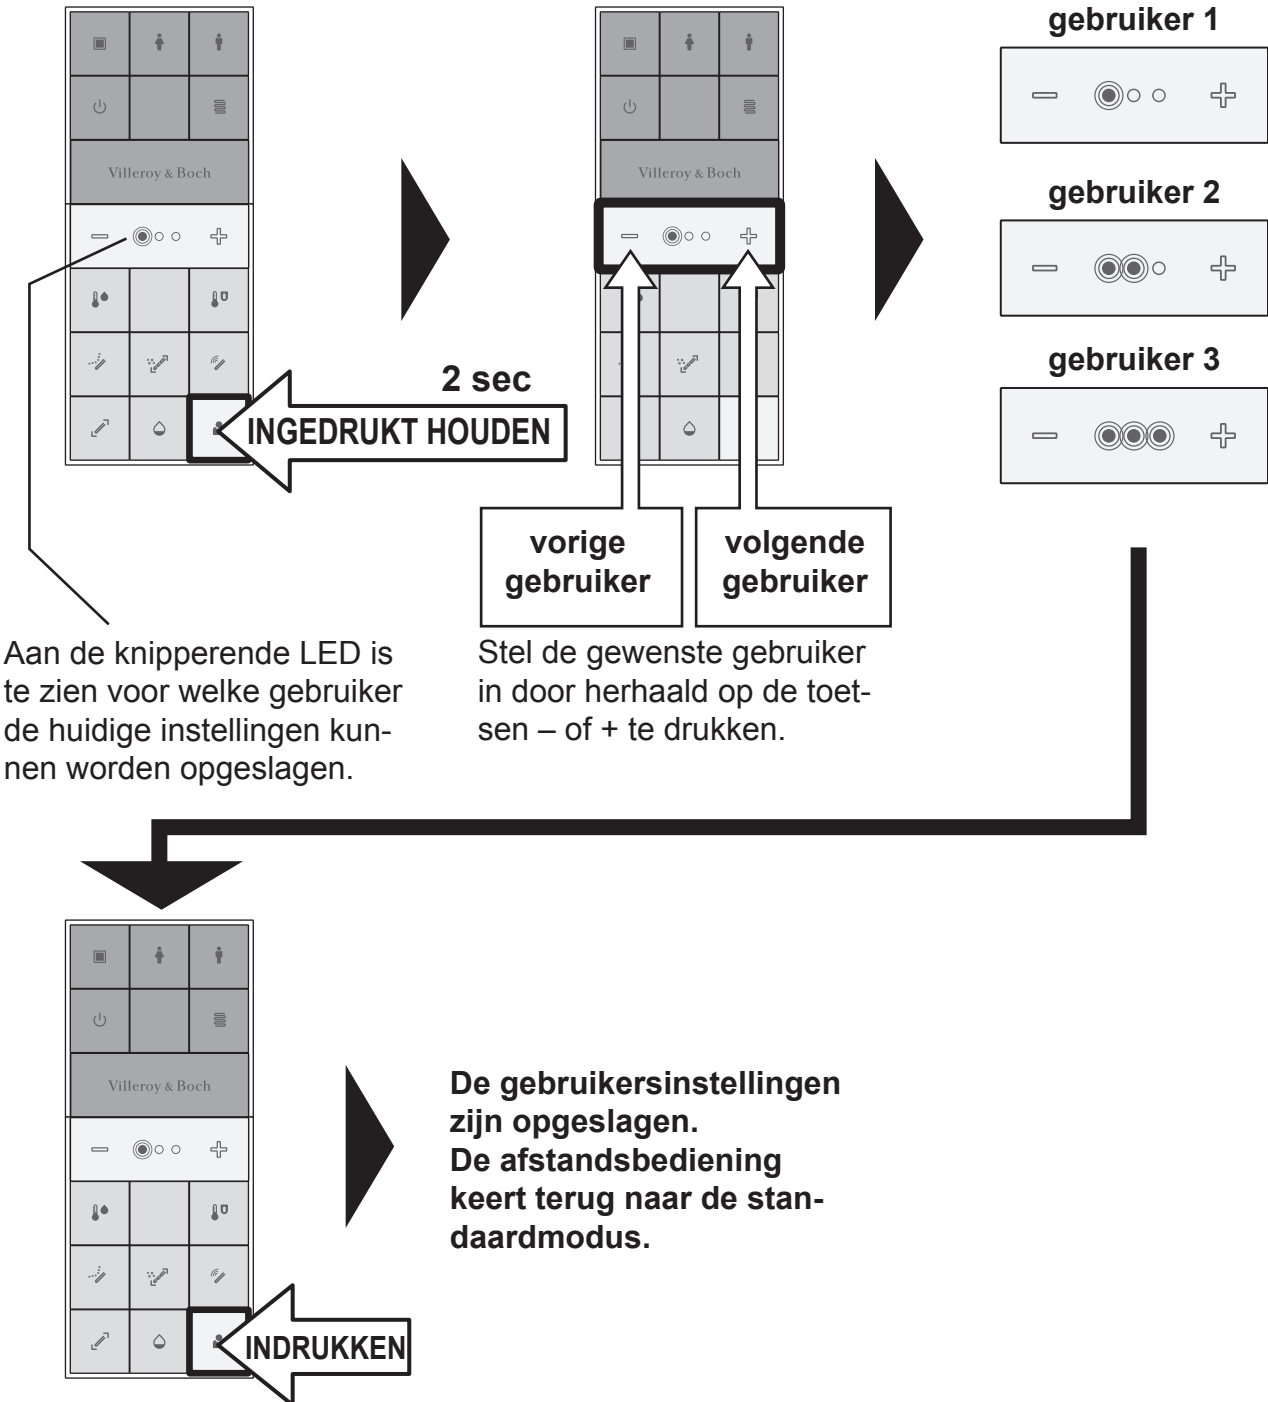 gebruiker 1
Villeroy & Boch
Villeroy & Boch
gebruiker 2
gebruiker 3
2 sec
INGEDRUKT HOUDEN
vorige
gebruiker
volgende
gebruiker
Aan de knipperende LED is
te zien voor welke gebruiker
de huidige instellingen kun-
nen worden opgeslagen.
Stel de gewenste gebruiker
in door herhaald op de toet-
sen – of + te drukken.
Villeroy & Boch
De gebruikersinstellingen
zijn opgeslagen.
De afstandsbediening
keert terug naar de stan-
daardmodus.
INDRUKKEN